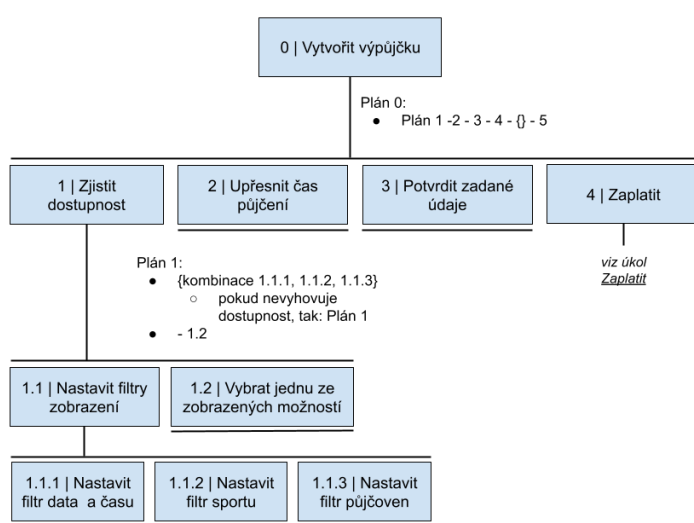 0 | Vytvořit výpůjčku
Plán 0:
● Plán 1 -2 - 3 - 4 - {} - 5
1 | Zjistit
dostupnost
2 | Upřesnit čas
půjčení
3 | Potvrdit zadané
údaje
4 | Zaplatit
viz úkol
Zaplatit
Plán 1:
● {kombinace 1.1.1, 1.1.2, 1.1.3}
○ pokud nevyhovuje
dostupnost, tak: Plán 1
● - 1.2
1.1 | Nastavit filtry
zobrazení
1.2 | Vybrat jednu ze
zobrazených možností
1.1.1 | Nastavit
filtr data a času
1.1.2 | Nastavit
filtr sportu
1.1.3 | Nastavit
filtr půjčoven